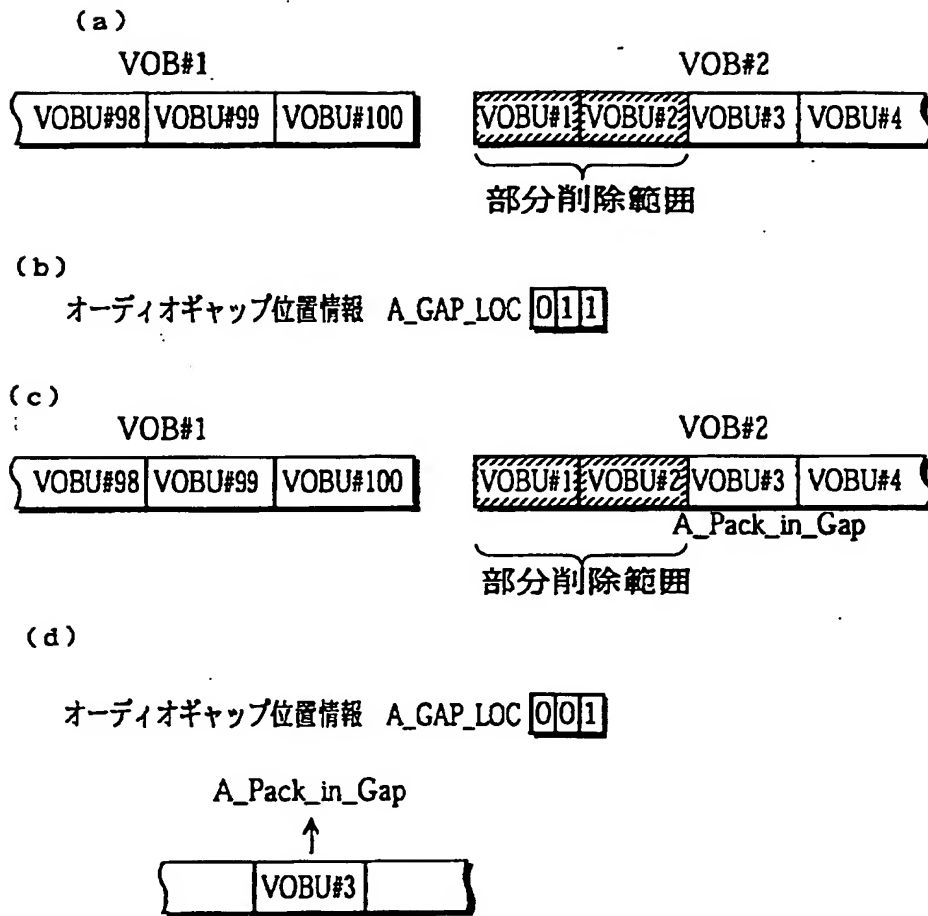 (a)
VOB#1 VOB#2
VOBU#98 VOBU#99 VOBU#100 VOBU#1 VOBU#2 VOBU#3 VOBU#4
部分削除範囲
(b)
オーディオギャップ位置情報 A_GAP_LOC 0 1 1
(c)
VOB#1 VOB#2
VOBU#98 VOBU#99 VOBU#100 VOBU#1 VOBU#2 VOBU#3 VOBU#4
A_Pack_in_Gap
部分削除範囲
(d)
オーディオギャップ位置情報 A_GAP_LOC 0 0 1
A_Pack_in_Gap
VOBU#3